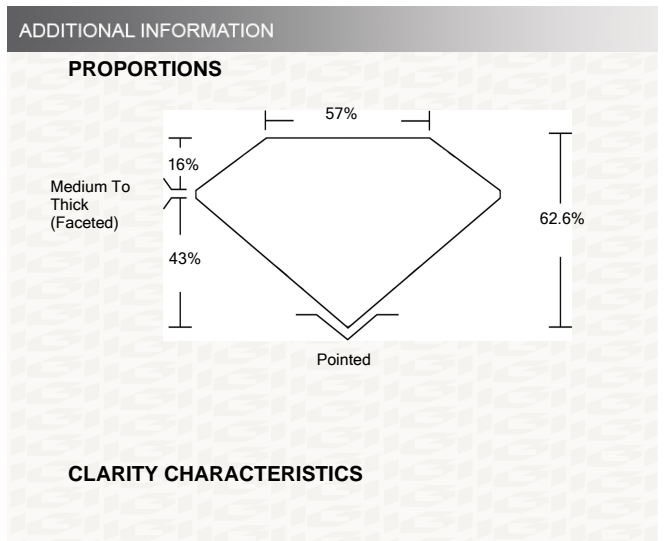 ADDITIONAL INFORMATION
PROPORTIONS
57%
16%
Medium To
Thick
(Faceted)
62.6%
43%
Pointed
CLARITY CHARACTERISTICS